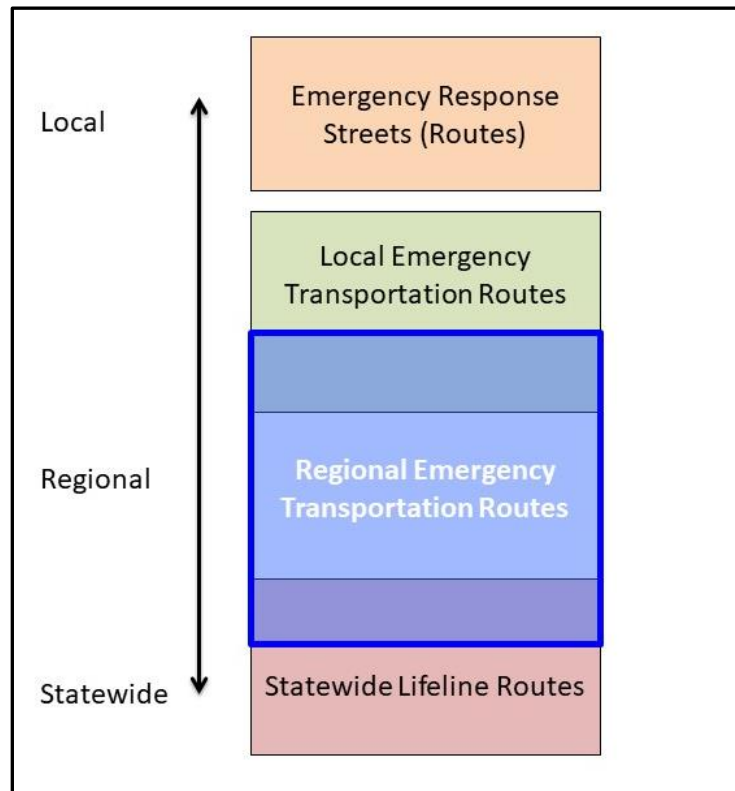 Local
Emergency Response
Streets (Routes)
Local Emergency
Transportation Routes
Regional
Regional Emergency
Transportation Routes
Statewide
Statewide Lifeline Routes